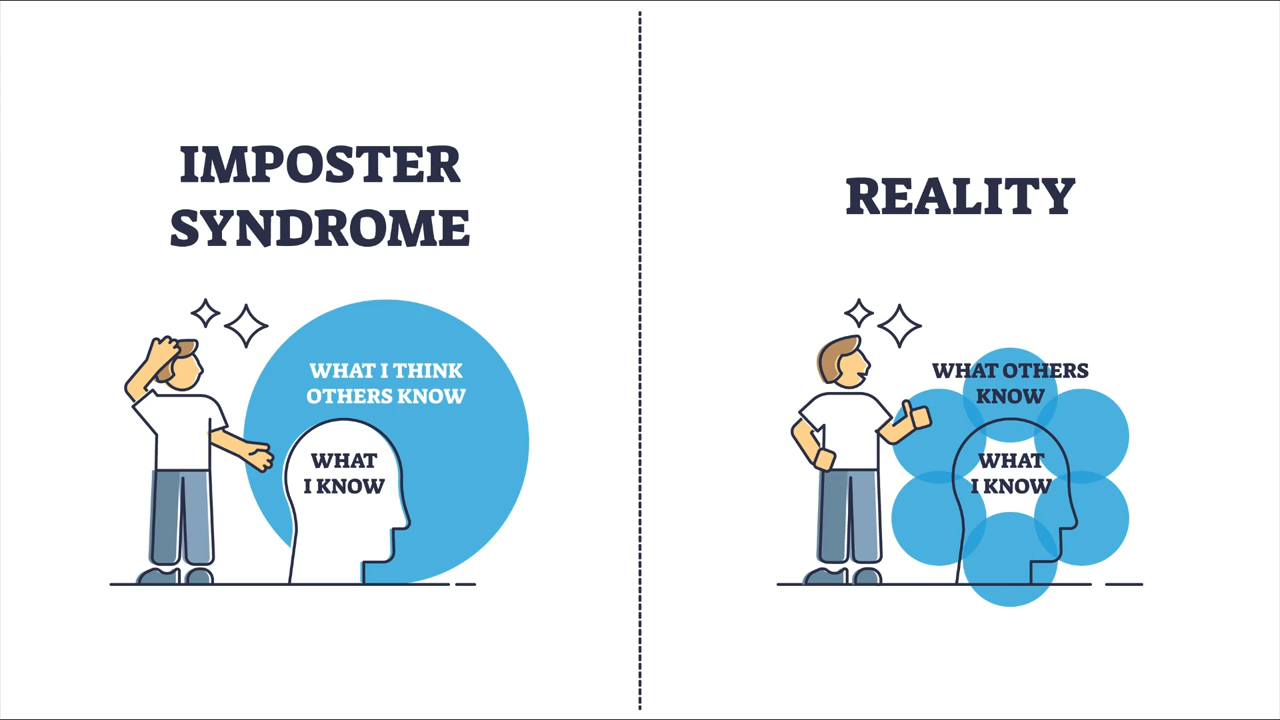 IMPOSTER
SYNDROME
WHAT I THINK
OTHERS KNOW
WHAT
I KNOW
REALITY
WHAT OTHERS
KNOW
WHAT
I KNOW